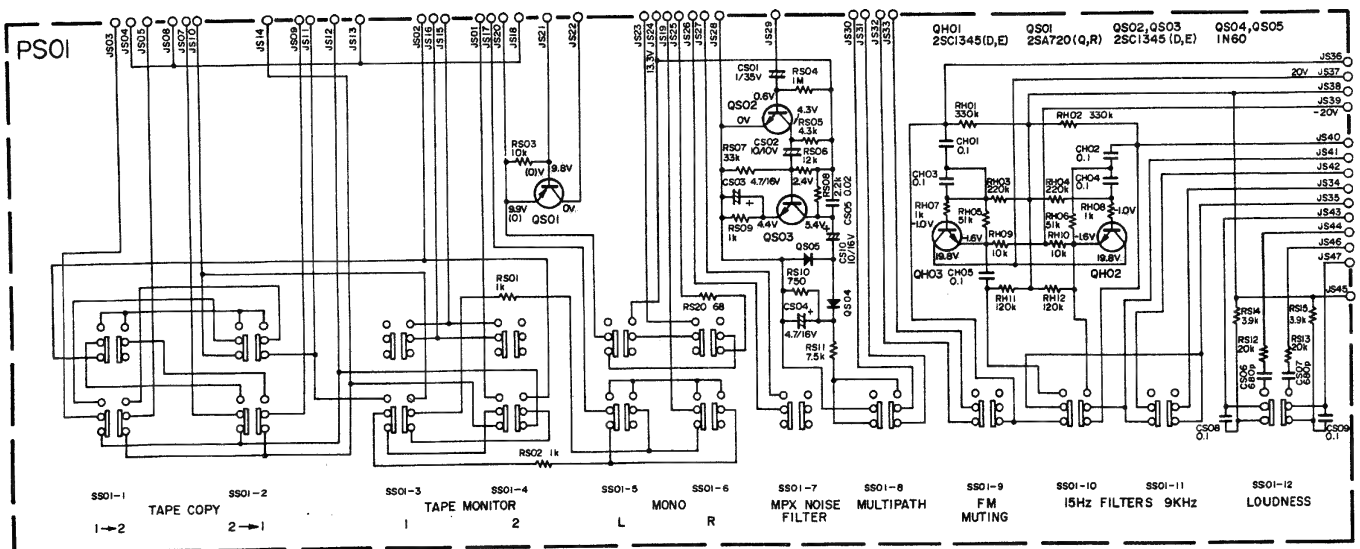 PS01
JS03
JS04
JS05
JS08
JS07
JS10
JS14
JS09
JS11
JS12
JS13
JS02
JS16
JS15
JS01
JS17
JS20
JS18
JS21
JS22
JS23
13.3V JS24
JS19
JS25
JS26
JS27
JS28
JS29
JS30
JS31
JS32
JS33
QH01 QS01 QS02,QS03 QS04,QS05
2SC1345(D,E) 2SA720(Q,R) 2SC1345(D,E) 1N60
JS36
20V JS37
JS38
JS39
-20V
JS40
JS41
JS42
JS34
JS35
JS43
JS44
JS46
JS47
JS45
CS01
1/35V
RS04
1M
0.6V
QS02
4.3V
0V
RS05
4.3k
CS02
10/10V
RS06
12k
RS07
33k
CS03
4.7/16V
2.4V
RS08
2.2k
0.02
CS05
RS09
1k
4.4V
QS03
5.4V
CS10
10/16V
QS05
RS10
750
CS04
4.7/16V
QS04
RS11
7.5k
RS03
10k
(0)V
9.8V
9.9V
(0)
0V
QS01
RS01
1k
RS20 68
RS02 1k
RH01
330k
RH02 330k
CH01
0.1
CH02
0.1
CH03
0.1
CH04
0.1
RH03
220k
RH04
220k
RH07
1k
RH08
1k
-1.0V
-1.0V
RH05
51k
RH06
51k
-1.6V
-1.6V
RH09
10k
RH10
10k
19.8V
19.8V
QH03
QH02
CH05
0.1
RH11
120k
RH12
120k
RS14
3.9k
RS15
3.9k
RS12
20k
RS13
20k
CS06
680p
CS07
680p
CS08
0.1
CS09
0.1
SS01-1 SS01-2 SS01-3 SS01-4 SS01-5 SS01-6 SS01-7 SS01-8 SS01-9 SS01-10 SS01-11 SS01-12
TAPE COPY TAPE MONITOR MONO MPX NOISE FILTER MULTIPATH FM MUTING 15Hz FILTERS 9KHz LOUDNESS
1→2 2→1 1 2 L R